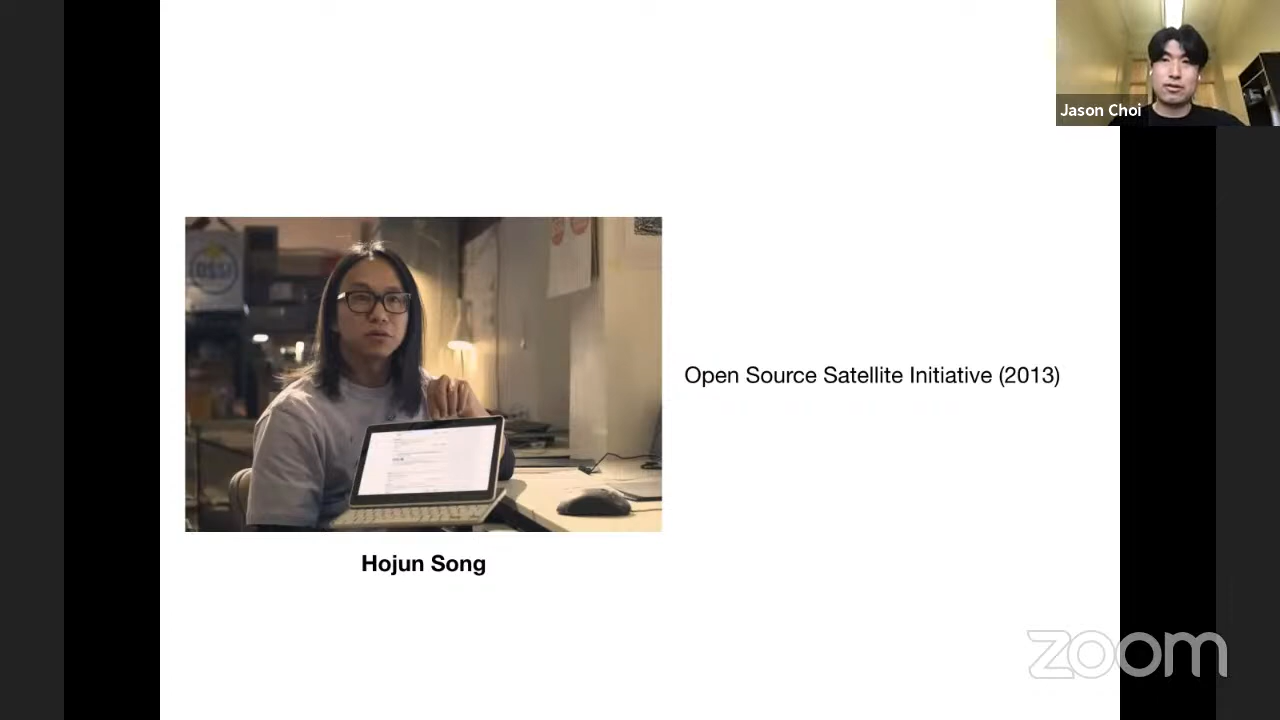 Jason Choi
Open Source Satellite Initiative (2013)
Hojun Song
zoom